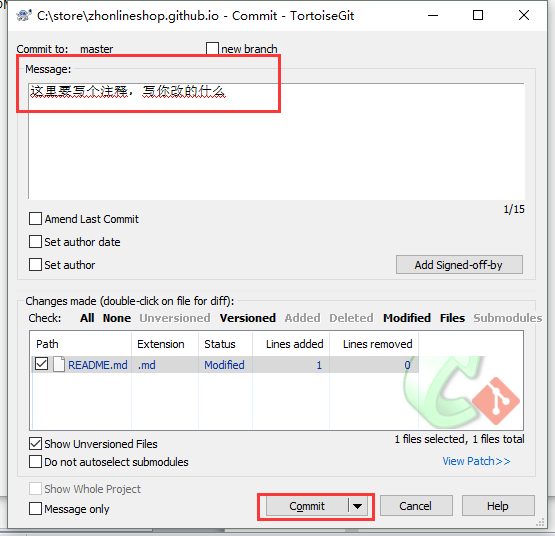 C:\store\zhonlineshop.github.io - Commit - TortoiseGit
Commit to: master new branch
Message:
这里要写个注释，写你改的什么
1/15
Amend Last Commit
Set author date
Set author
Add Signed-off-by
Changes made (double-click on file for diff):
Check: All None Unversioned Versioned Added Deleted Modified Files Submodules
Path Extension Status Lines added Lines removed
README.md .md Modified 1 0
Show Unversioned Files
1 files selected, 1 files total
Do not autoselect submodules
View Patch>>
Show Whole Project
Message only
Commit
Cancel
Help